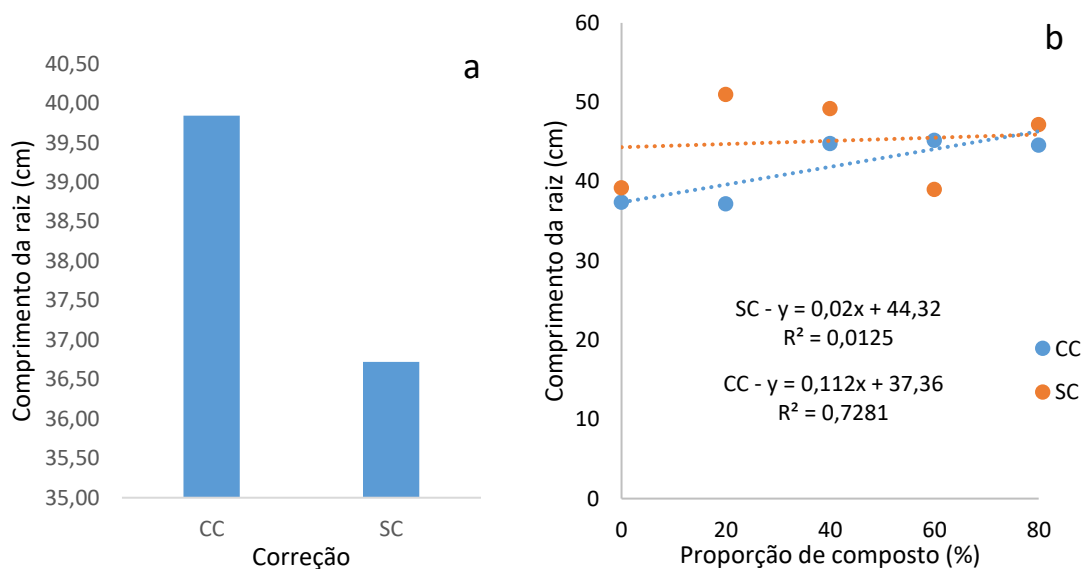 a
Comprimento da raiz (cm)
40,50
40,00
39,50
39,00
38,50
38,00
37,50
37,00
36,50
36,00
35,50
35,00
CC SC
Correção
b
Comprimento da raiz (cm)
60
50
40
30
20
10
0
SC - y = 0,02x + 44,32
R² = 0,0125
CC - y = 0,112x + 37,36
R² = 0,7281
CC
SC
0 20 40 60 80
Proporção de composto (%)